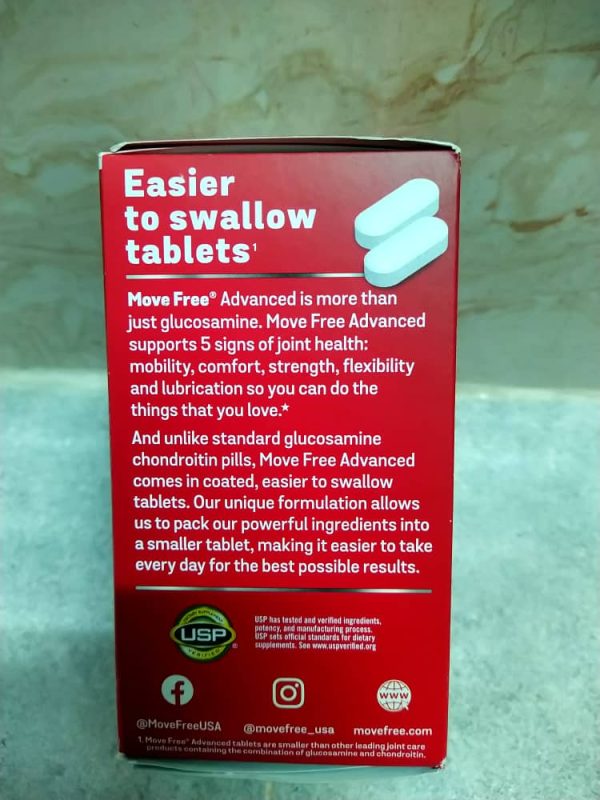 Easier
to swallow
tablets¹
Move Free® Advanced is more than
just glucosamine. Move Free Advanced
supports 5 signs of joint health:
mobility, comfort, strength, flexibility
and lubrication so you can do the
things that you love.★
And unlike standard glucosamine
chondroitin pills, Move Free Advanced
comes in coated, easier to swallow
tablets. Our unique formulation allows
us to pack our powerful ingredients into
a smaller tablet, making it easier to take
every day for the best possible results.
DIETARY SUPPLEMENT
USP
VERIFIED
®
USP has tested and verified ingredients,
potency, and manufacturing process.
USP sets official standards for dietary
supplements. See www.uspverified.org
www
@MoveFreeUSA
@movefree_usa
movefree.com
1. Move Free® Advanced tablets are smaller than other leading joint care
products containing the combination of glucosamine and chondroitin.